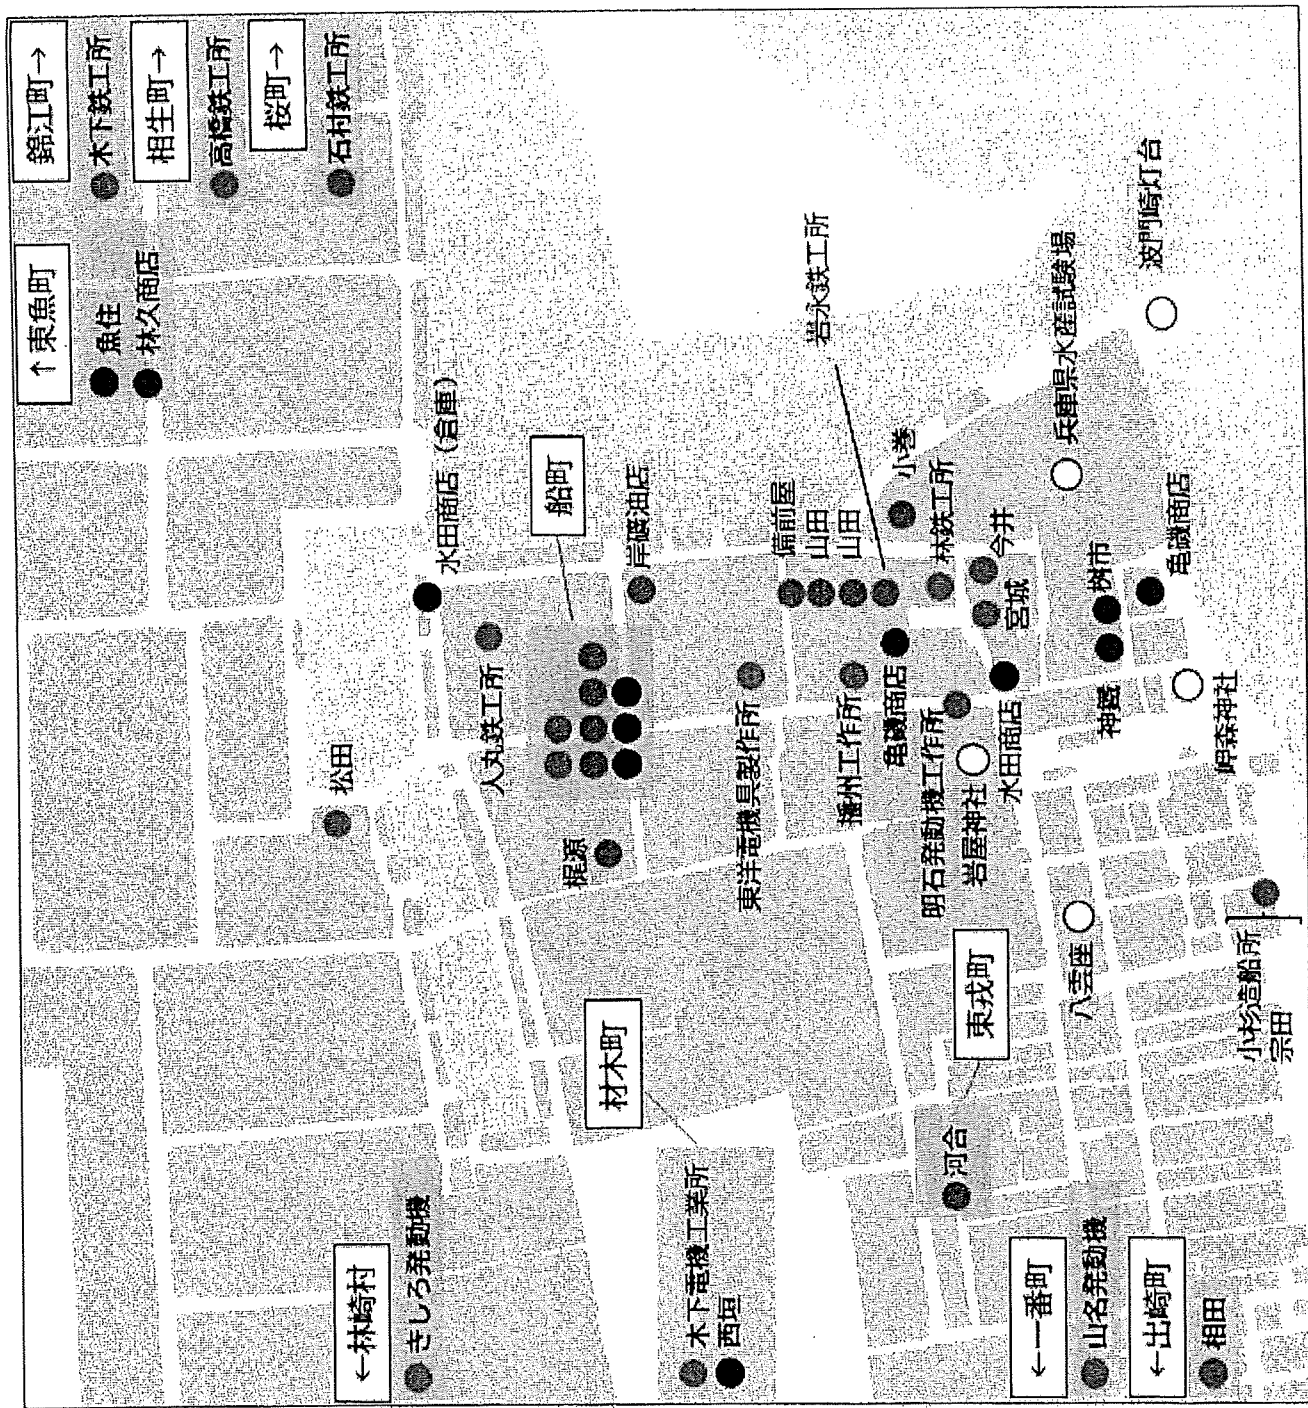 錦江町→
木下鉄工所
相生町→
高橋鉄工所
桜町→
石村鉄工所
↑東魚町
魚住
林久商店
水田商店（倉庫）
船町
岸礦油店
人丸鉄工所
松田
梶源
備前屋
山田
山田
岩永鉄工所
小巻
林鉄工所
今井
宮城
東洋電機具製作所
播州工作所
亀磯商店
明石発動機工作所
岩屋神社
水田商店
兵庫県水産試験場
波門崎灯台
桝市
亀磯商店
神鑿
岬森神社
八雲座
小杉造船所
宗田
材木町
東戎町
河合
←林崎村
きしろ発動機
木下電機工業所
西垣
←一番町
山名発動機
←出崎町
相田